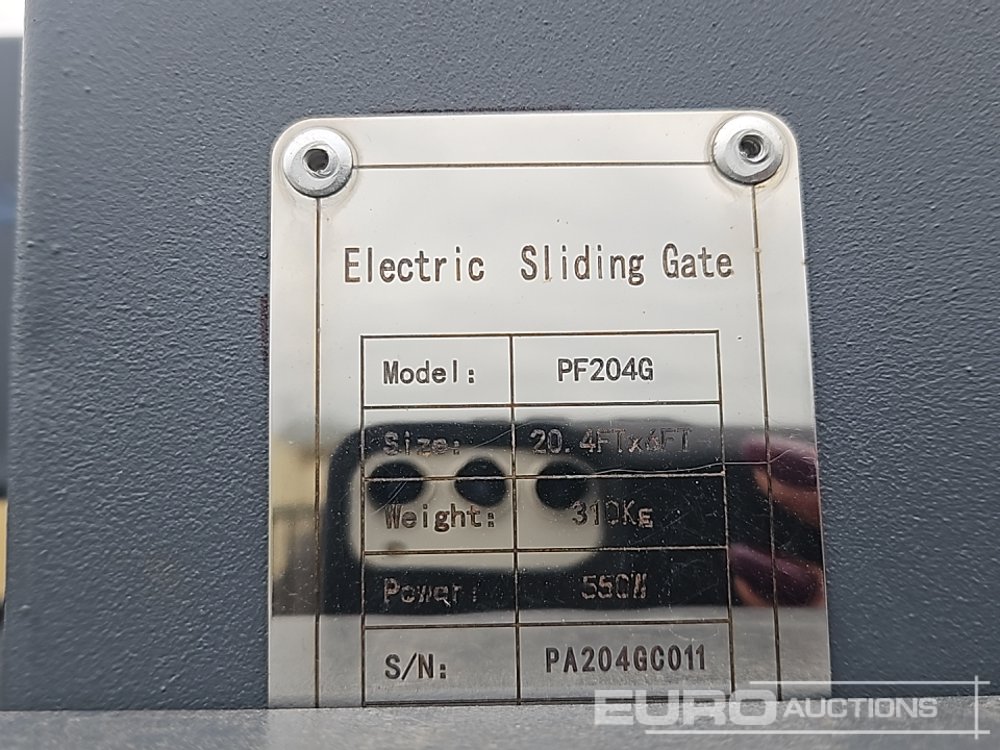 Electric Sliding Gate
Model: PF204G
Size: 20.4FTx6FT
Weight: 310Kg
Power: 550W
S/N: PA204GC011
EURO AUCTIONS